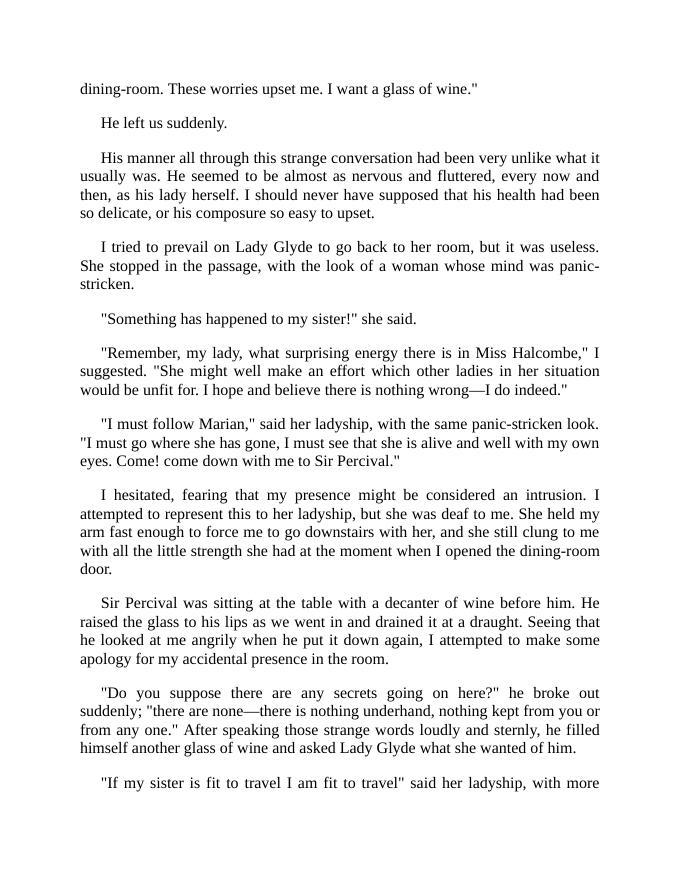 dining-room. These worries upset me. I want a glass of wine."
He left us suddenly.
His manner all through this strange conversation had been very unlike what it
usually was. He seemed to be almost as nervous and fluttered, every now and
then, as his lady herself. I should never have supposed that his health had been
so delicate, or his composure so easy to upset.
I tried to prevail on Lady Glyde to go back to her room, but it was useless.
She stopped in the passage, with the look of a woman whose mind was panic-
stricken.
"Something has happened to my sister!" she said.
"Remember, my lady, what surprising energy there is in Miss Halcombe," I
suggested. "She might well make an effort which other ladies in her situation
would be unfit for. I hope and believe there is nothing wrong—I do indeed."
"I must follow Marian," said her ladyship, with the same panic-stricken look.
"I must go where she has gone, I must see that she is alive and well with my own
eyes. Come! come down with me to Sir Percival."
I hesitated, fearing that my presence might be considered an intrusion. I
attempted to represent this to her ladyship, but she was deaf to me. She held my
arm fast enough to force me to go downstairs with her, and she still clung to me
with all the little strength she had at the moment when I opened the dining-room
door.
Sir Percival was sitting at the table with a decanter of wine before him. He
raised the glass to his lips as we went in and drained it at a draught. Seeing that
he looked at me angrily when he put it down again, I attempted to make some
apology for my accidental presence in the room.
"Do you suppose there are any secrets going on here?" he broke out
suddenly; "there are none—there is nothing underhand, nothing kept from you or
from any one." After speaking those strange words loudly and sternly, he filled
himself another glass of wine and asked Lady Glyde what she wanted of him.
"If my sister is fit to travel I am fit to travel" said her ladyship, with more